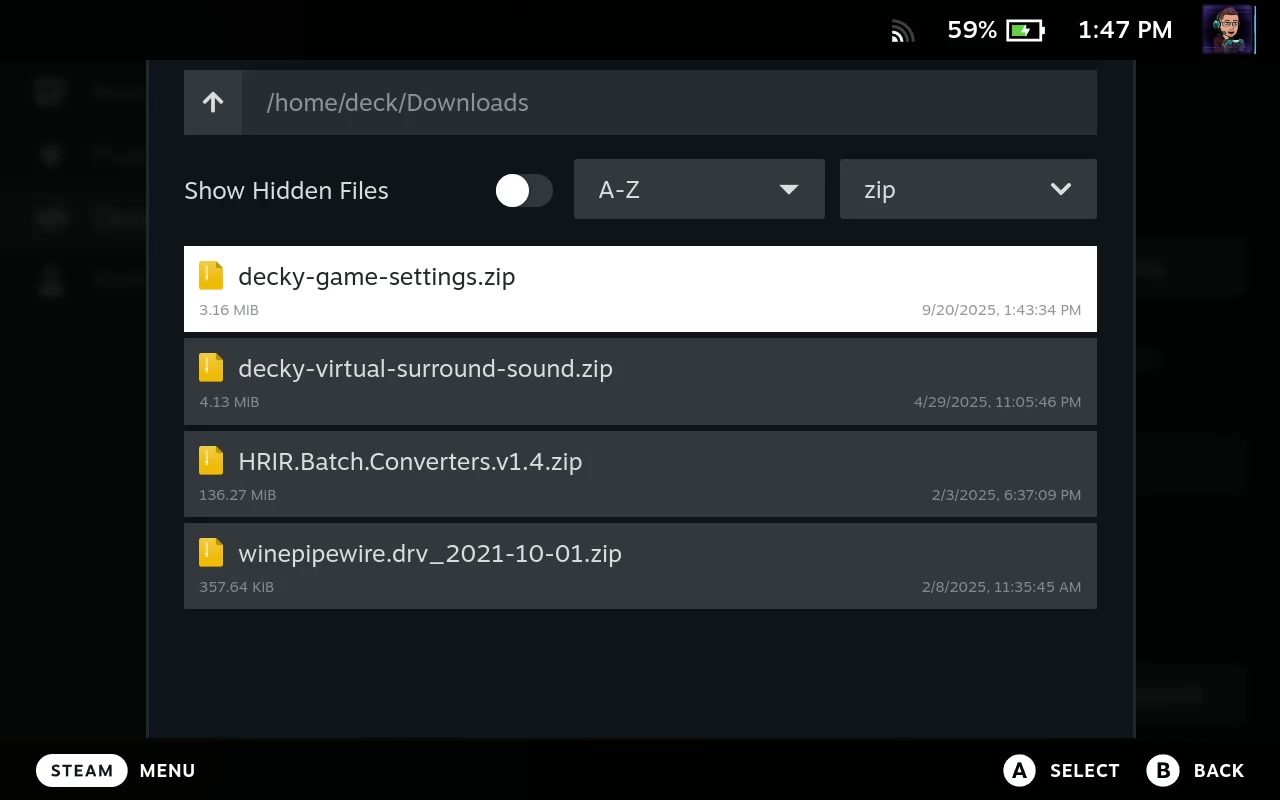 59% 1:47 PM
/home/deck/Downloads
Show Hidden Files A-Z zip
decky-game-settings.zip
3.16 MiB 9/20/2025, 1:43:34 PM
decky-virtual-surround-sound.zip
4.13 MIB 4/29/2025, 11:05:46 PM
HRIR.Batch.Converters.v1.4.zip
136.27 MIB 2/3/2025, 6:37:09 PM
winepipewire.drv_2021-10-01.zip
357.64 KiB 2/8/2025, 11:35:45 AM
STEAM MENU A SELECT B BACK